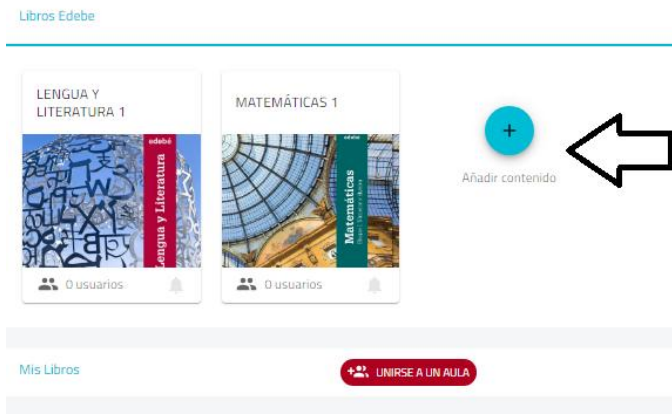 Libros Edebe
LENGUA Y
LITERATURA 1
MATEMÁTICAS 1
edebé
Lengua y Literatura
edebé
Matemáticas
+
Añadir contenido
0 usuarios
0 usuarios
Mis Libros
UNIRSE A UN AULA